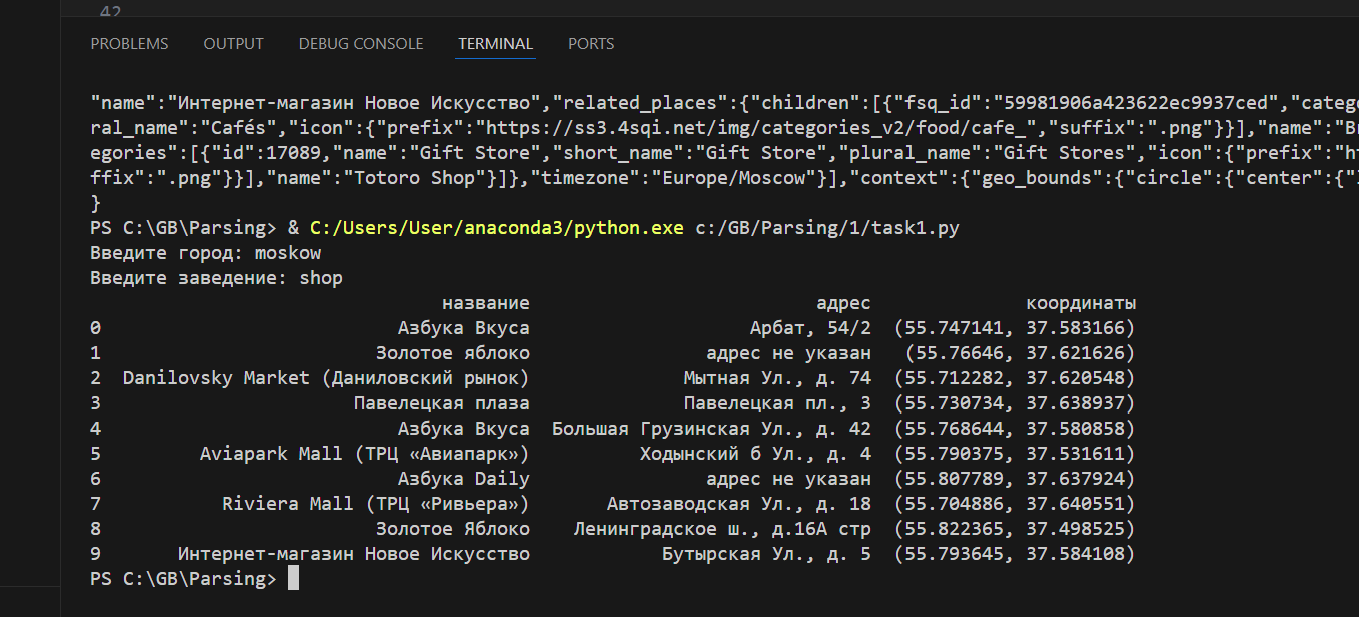 42
PROBLEMS OUTPUT DEBUG CONSOLE TERMINAL PORTS
"name":"Интернет-магазин Новое Искусство","related_places":{"children":[{"fsq_id":"59981906a423622ec9937ced","categ
ral_name":"Cafés","icon":{"prefix":"https://ss3.4sqi.net/img/categories_v2/food/cafe_","suffix":".png"}}],"name":"B
egories":[{"id":17089,"name":"Gift Store","short_name":"Gift Store","plural_name":"Gift Stores","icon":{"prefix":"h
ffix":".png"}}],"name":"Totoro Shop"}]},"timezone":"Europe/Moscow"}],"context":{"geo_bounds":{"circle":{"center":{"
}
PS C:\GB\Parsing> & C:/Users/User/anaconda3/python.exe c:/GB/Parsing/1/task1.py
Введите город: moskow
Введите заведение: shop
название адрес координаты
0 Азбука Вкуса Арбат, 54/2 (55.747141, 37.583166)
1 Золотое яблоко адрес не указан (55.76646, 37.621626)
2 Danilovsky Market (Даниловский рынок) Мытная Ул., д. 74 (55.712282, 37.620548)
3 Павелецкая плаза Павелецкая пл., 3 (55.730734, 37.638937)
4 Азбука Вкуса Большая Грузинская Ул., д. 42 (55.768644, 37.580858)
5 Aviapark Mall (ТРЦ «Авиапарк») Ходынский б Ул., д. 4 (55.790375, 37.531611)
6 Азбука Daily адрес не указан (55.807789, 37.637924)
7 Riviera Mall (ТРЦ «Ривьера») Автозаводская Ул., д. 18 (55.704886, 37.640551)
8 Золотое Яблоко Ленинградское ш., д.16А стр (55.822365, 37.498525)
9 Интернет-магазин Новое Искусство Бутырская Ул., д. 5 (55.793645, 37.584108)
PS C:\GB\Parsing>